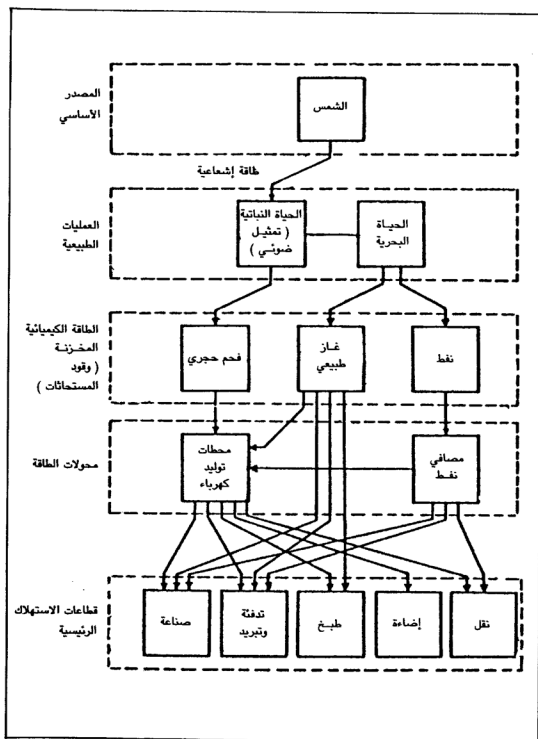 المصدر
الأساسي
الشمس
طاقة إشعاعية
العمليات
الطبيعية
الحياة
البحرية
الحياة النباتية
( تمثيل
ضوئي )
الطاقة الكيميائية
المخزنة
( وقود
المستحاثات )
نفط
غاز
طبيعي
فحم حجري
محولات الطاقة
مصافي
نفط
محطات
توليد
كهرباء
قطاعات الاستهلاك
الرئيسية
نقل
إضاءة
طبخ
تدفئة
وتبريد
صناعة